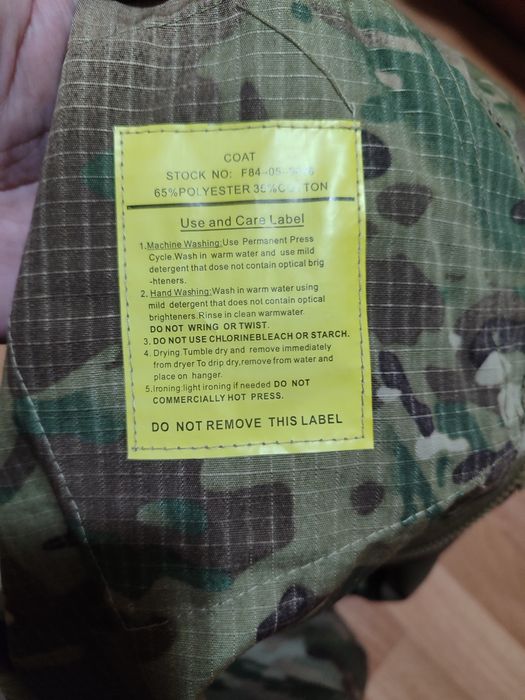 COAT
STOCK NO: F84-05-
65%POLYESTER 35%COTTON
Use and Care Label
1.Machine Washing:Use Permanent Press
Cycle.Wash in warm water and use mild
detergent that dose not contain optical brig
-hteners.
2. Hand Washing:Wash in warm water using
mild detergent that does not contain optical
brighteners.Rinse in clean warmwater.
DO NOT WRING OR TWIST.
3. DO NOT USE CHLORINEBLEACH OR STARCH.
4. Drying:Tumble dry and remove immediately
from dryer To drip dry,remove from water and
place on hanger.
5.Ironing:light ironing if needed DO NOT
COMMERCIALLY HOT PRESS.
DO NOT REMOVE THIS LABEL